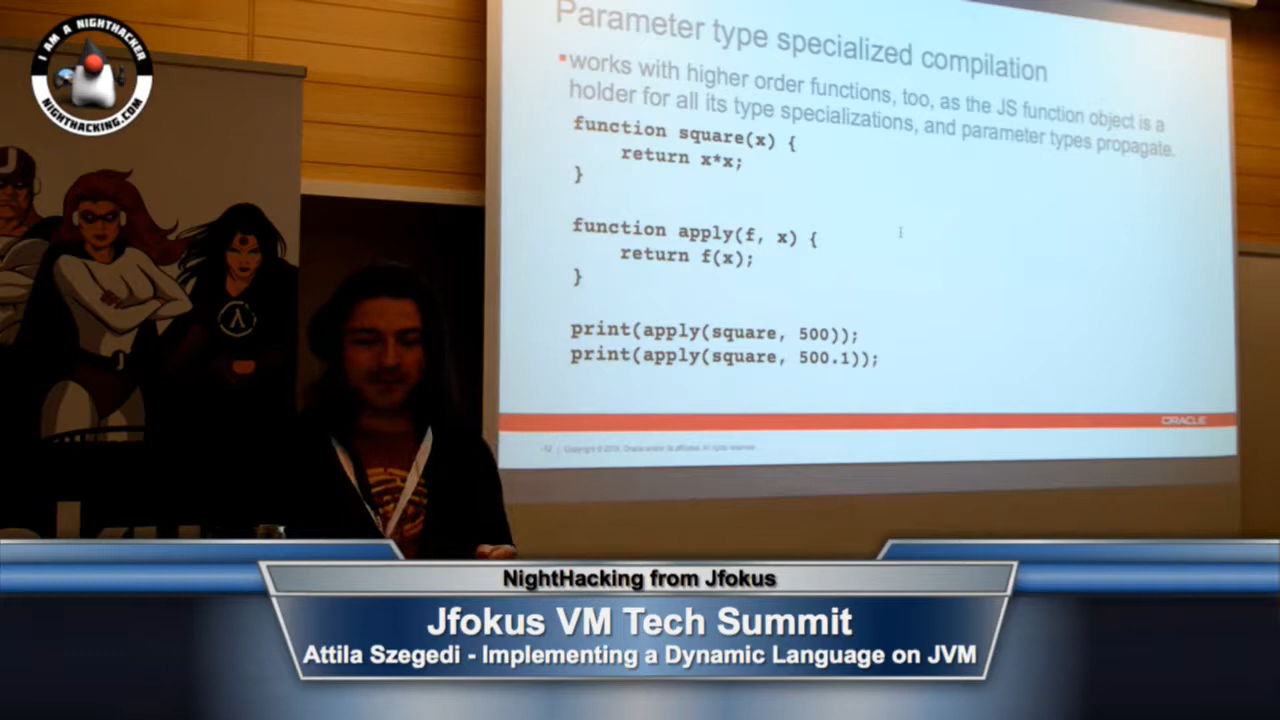 I AM A NIGHTHACKER
NIGHTHACKING.COM
Parameter type specialized compilation
works with higher order functions, too, as the JS function object is a
holder for all its type specializations, and parameter types propagate.
function square(x) {
return x*x;
}
function apply(f, x) {
return f(x);
}
print(apply(square, 500));
print(apply(square, 500.1));
ORACLE
J
λ
NightHacking from Jfokus
Jfokus VM Tech Summit
Attila Szegedi - Implementing a Dynamic Language on JVM